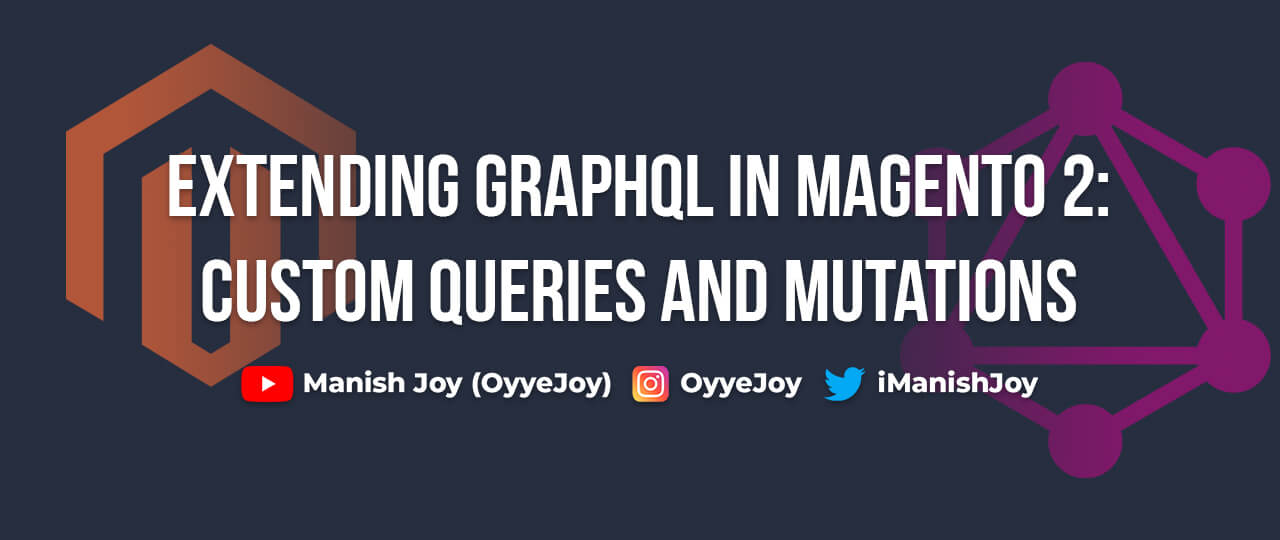 EXTENDING GRAPHQL IN MAGENTO 2:
CUSTOM QUERIES AND MUTATIONS
Manish Joy (OyyeJoy) OyyeJoy iManishJoy